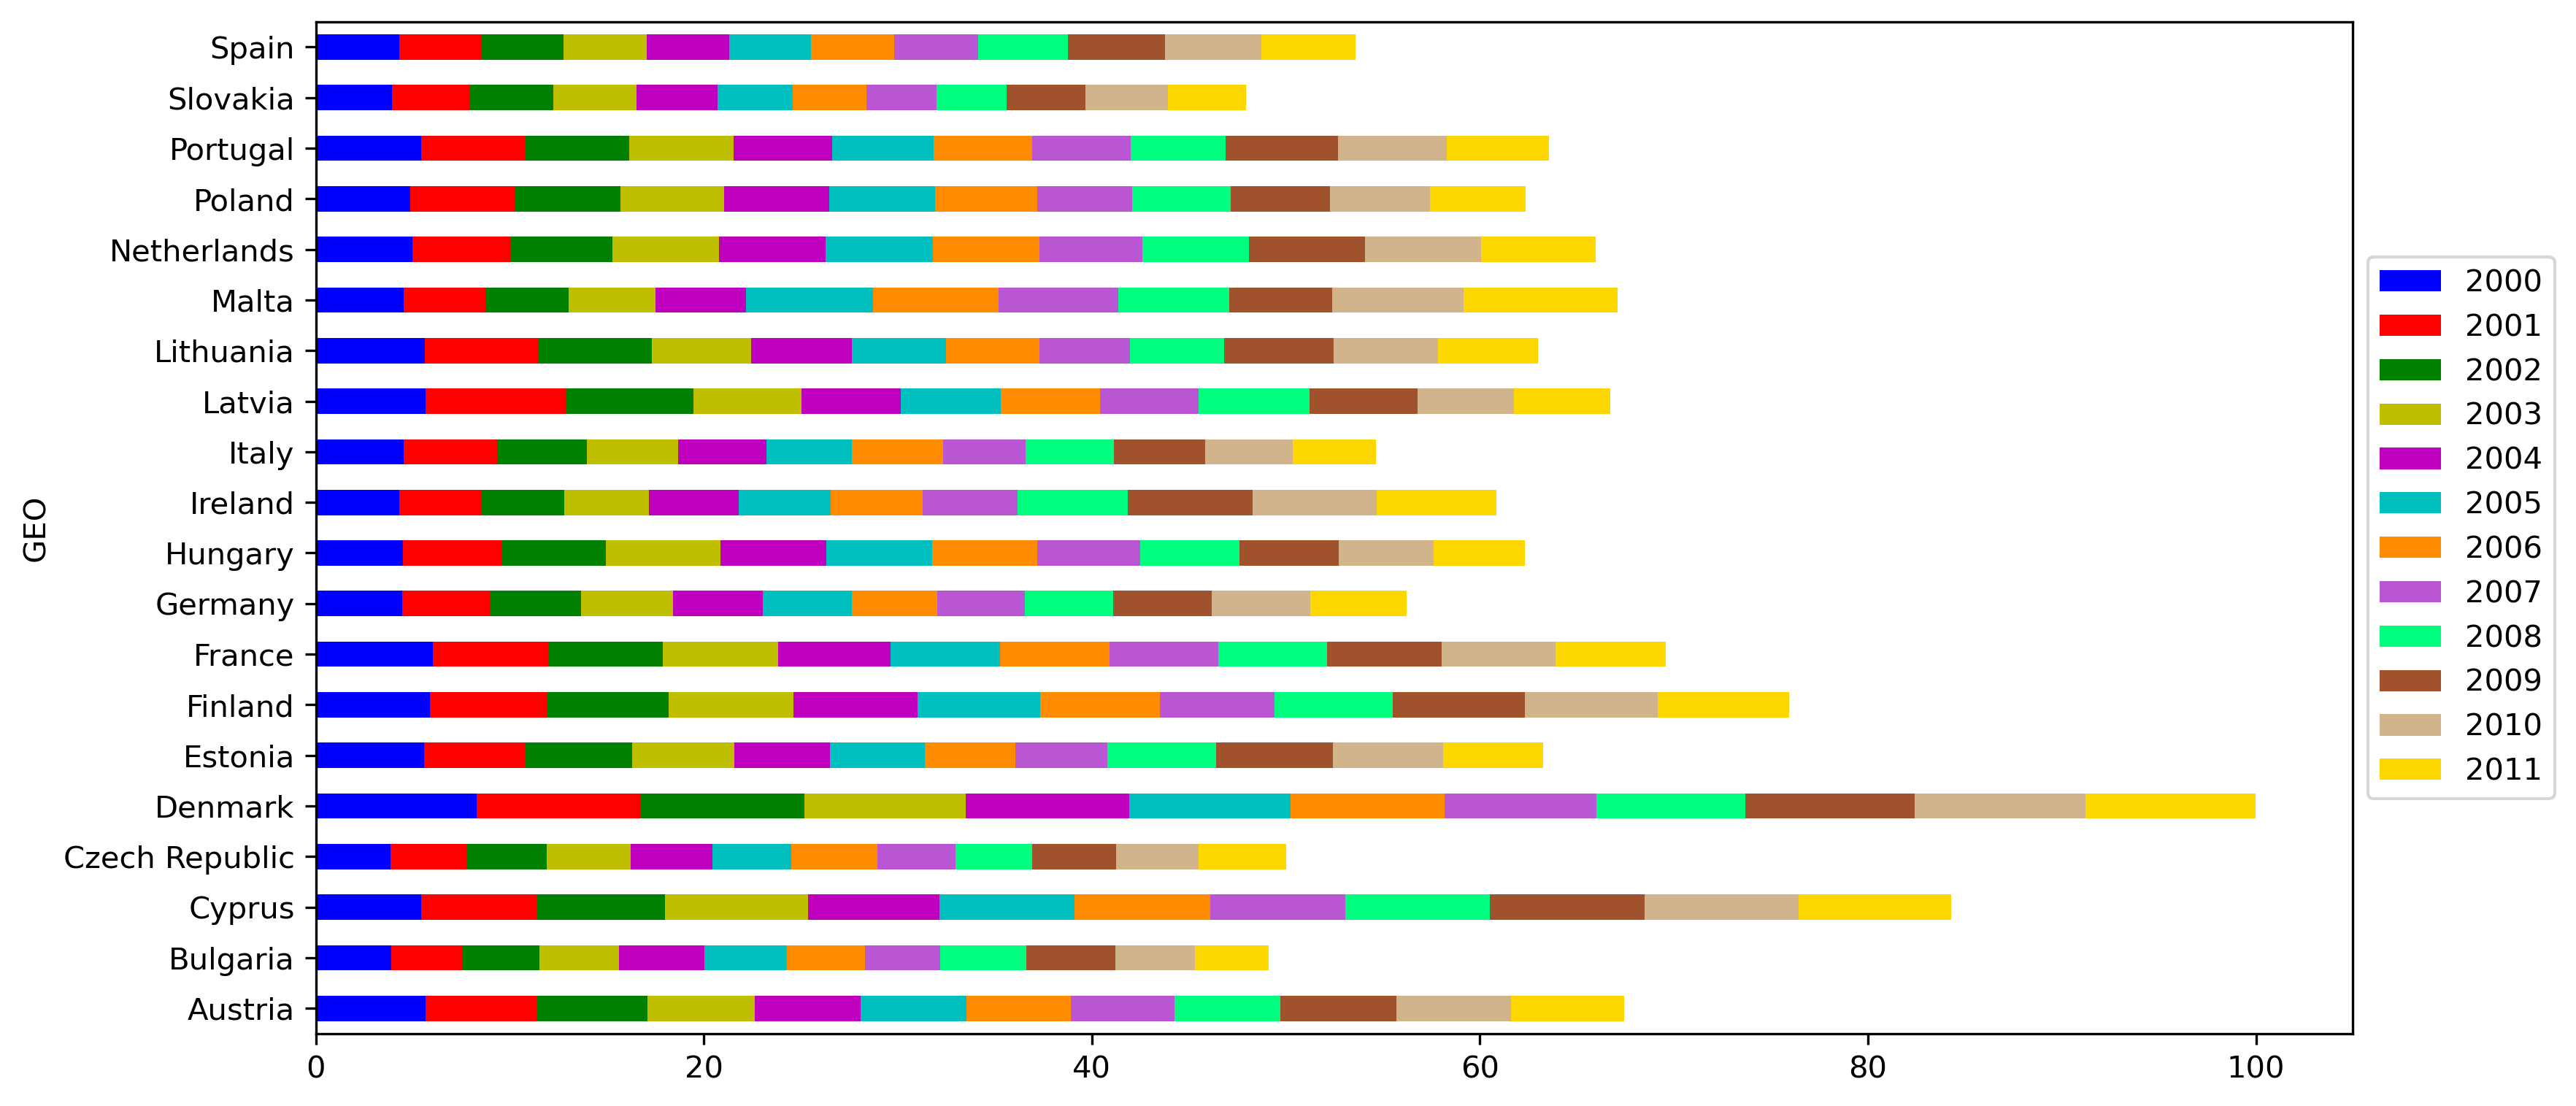 GEO
Spain
Slovakia
Portugal
Poland
Netherlands
Malta
Lithuania
Latvia
Italy
Ireland
Hungary
Germany
France
Finland
Estonia
Denmark
Czech Republic
Cyprus
Bulgaria
Austria
0 20 40 60 80 100
2000
2001
2002
2003
2004
2005
2006
2007
2008
2009
2010
2011